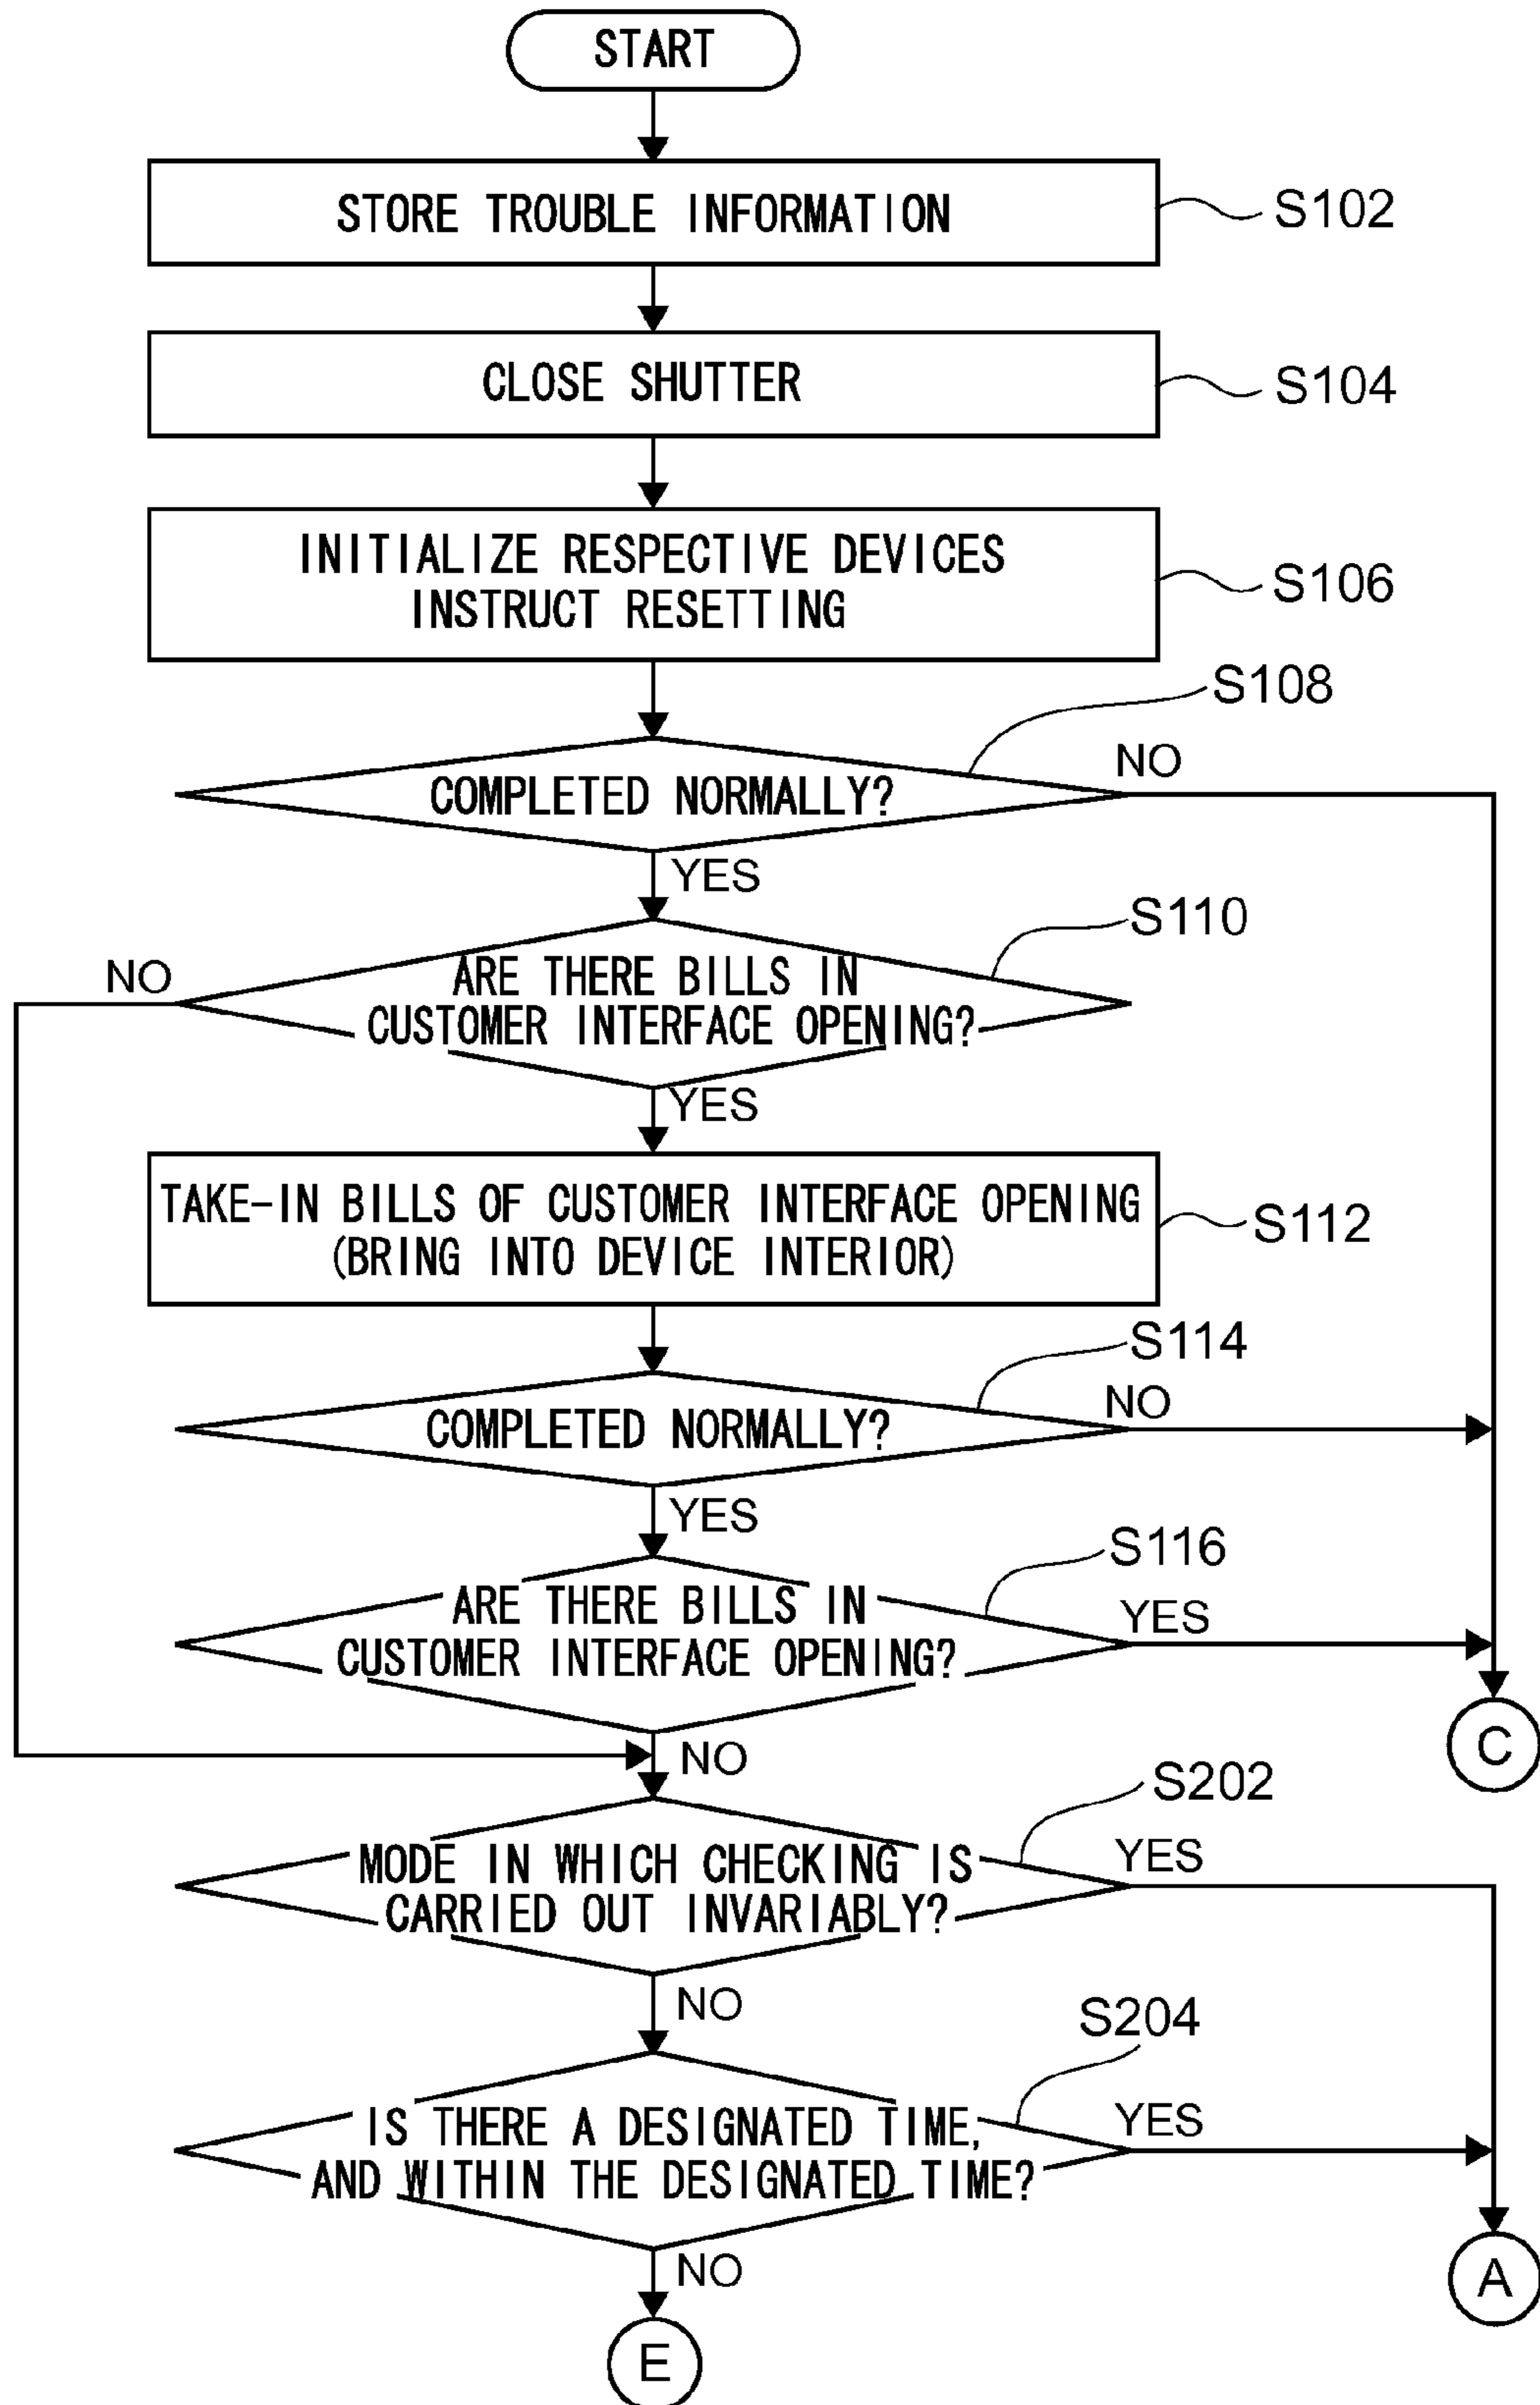 START
STORE TROUBLE INFORMATION
S102
CLOSE SHUTTER
S104
INITIALIZE RESPECTIVE DEVICES
INSTRUCT RESETTING
S106
S108
COMPLETED NORMALLY?
NO
YES
S110
NO
ARE THERE BILLS IN
CUSTOMER INTERFACE OPENING?
YES
TAKE-IN BILLS OF CUSTOMER INTERFACE OPENING
(BRING INTO DEVICE INTERIOR)
S112
S114
COMPLETED NORMALLY?
NO
YES
S116
ARE THERE BILLS IN
CUSTOMER INTERFACE OPENING?
YES
C
NO
S202
MODE IN WHICH CHECKING IS
CARRIED OUT INVARIABLY?
YES
NO
S204
IS THERE A DESIGNATED TIME,
AND WITHIN THE DESIGNATED TIME?
YES
NO
A
E